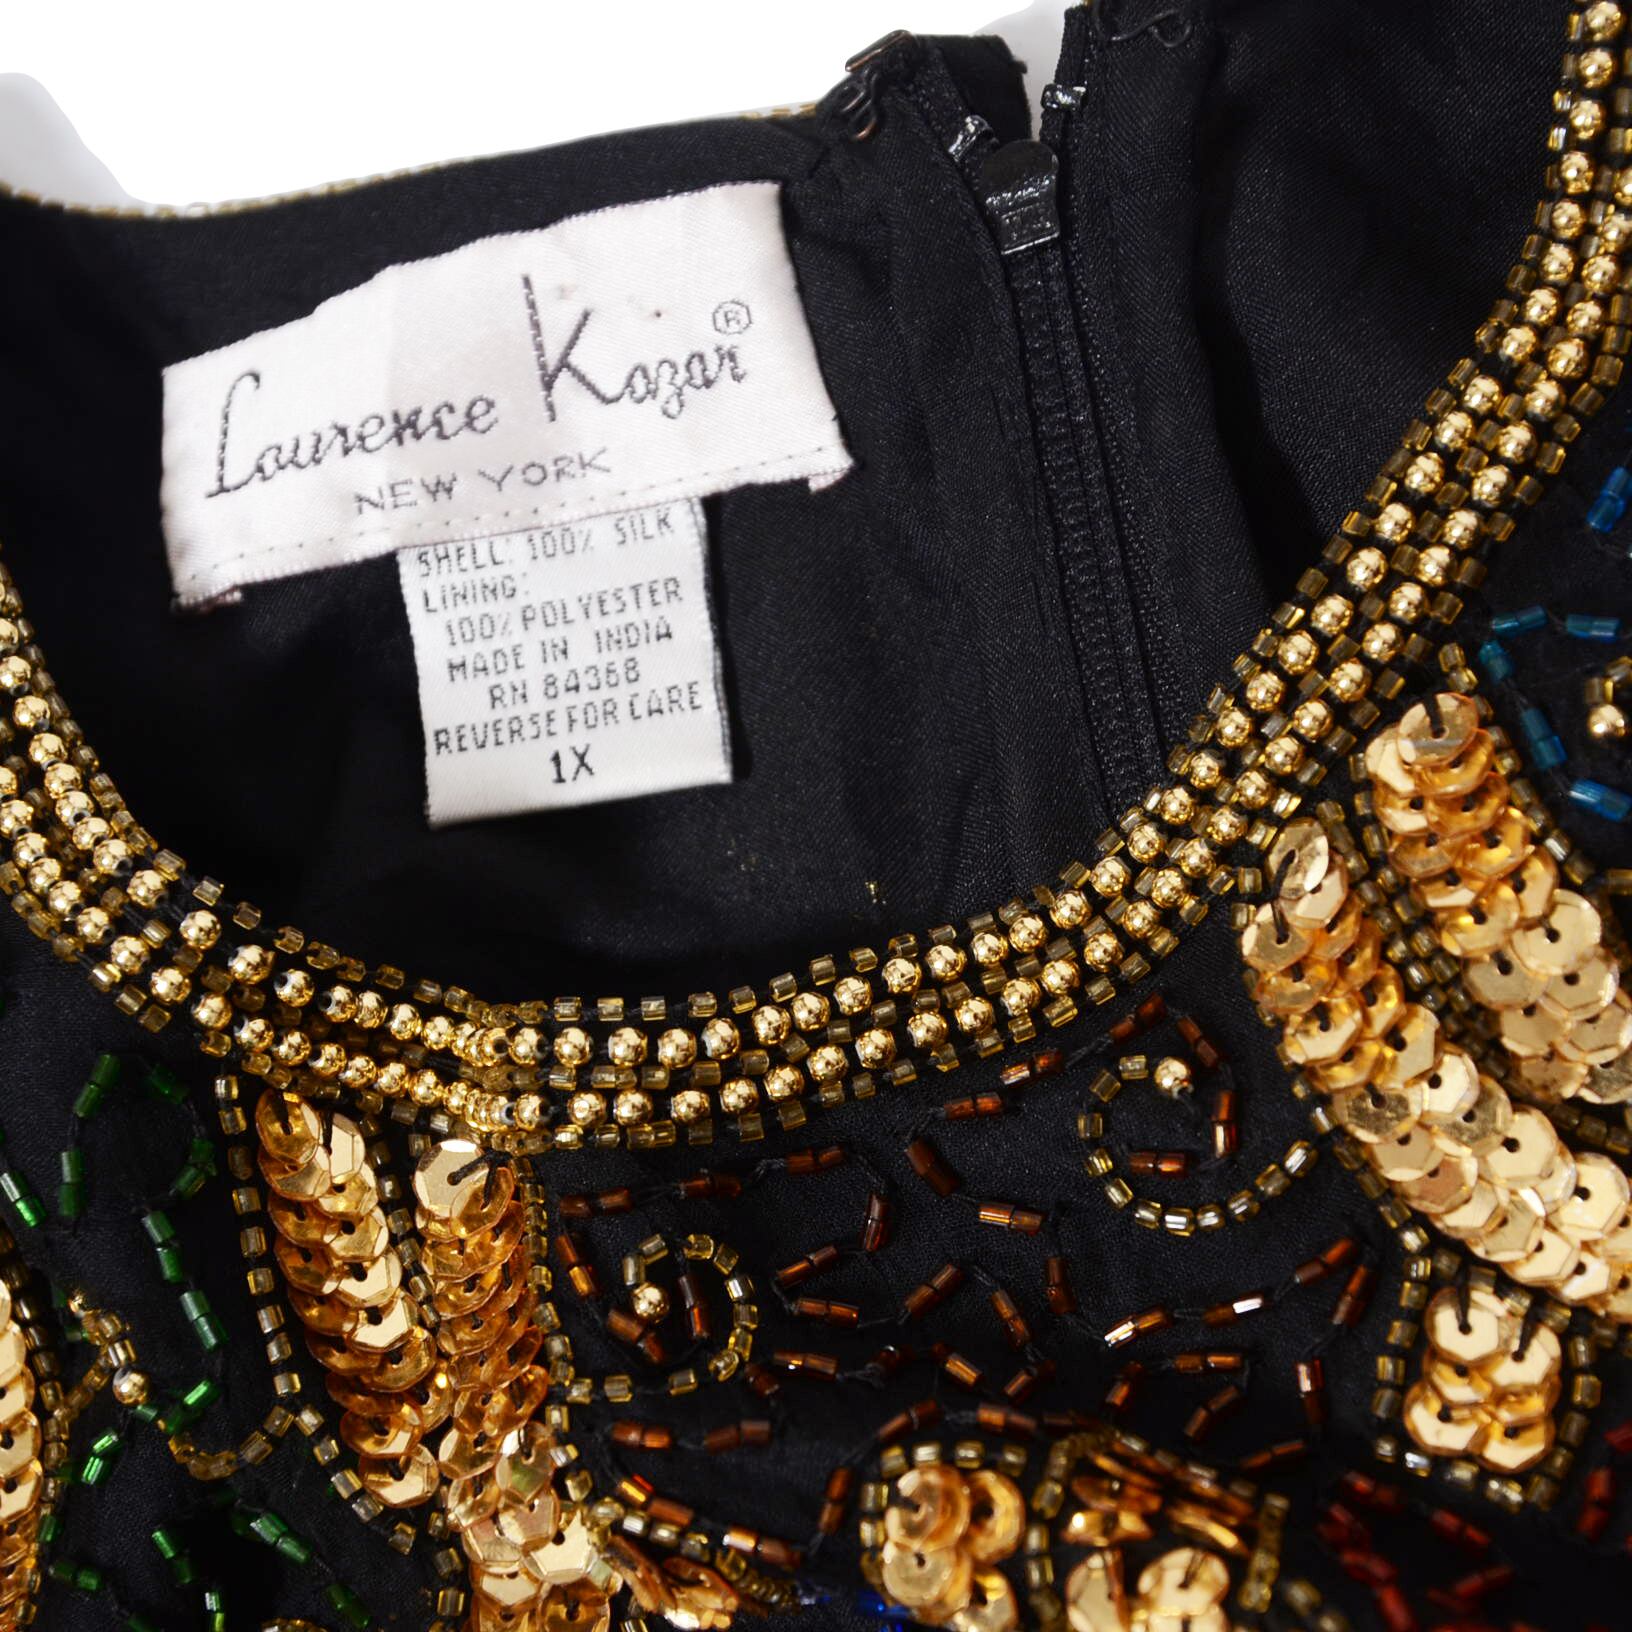 Laurence Kazar®
NEW YORK
SHELL: 100% SILK
LINING:
100% POLYESTER
MADE IN INDIA
RN 84368
REVERSE FOR CARE
1X